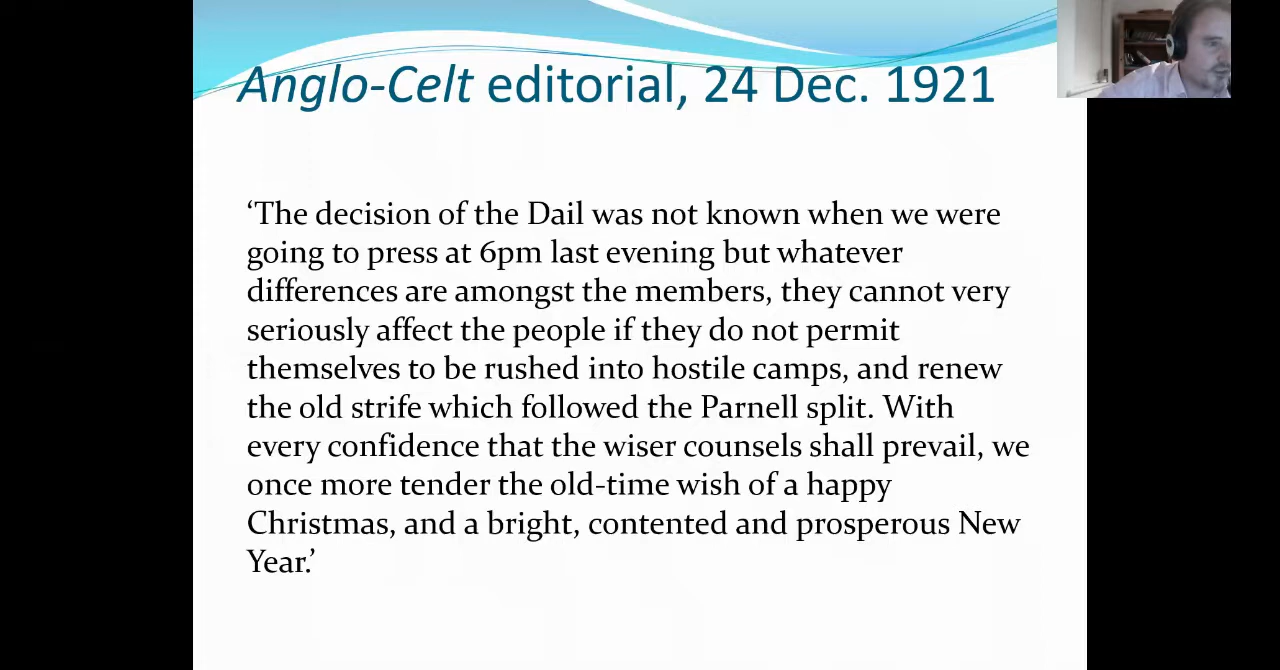 Anglo-Celt editorial, 24 Dec. 1921
‘The decision of the Dail was not known when we were
going to press at 6pm last evening but whatever
differences are amongst the members, they cannot very
seriously affect the people if they do not permit
themselves to be rushed into hostile camps, and renew
the old strife which followed the Parnell split. With
every confidence that the wiser counsels shall prevail, we
once more tender the old-time wish of a happy
Christmas, and a bright, contented and prosperous New
Year.’